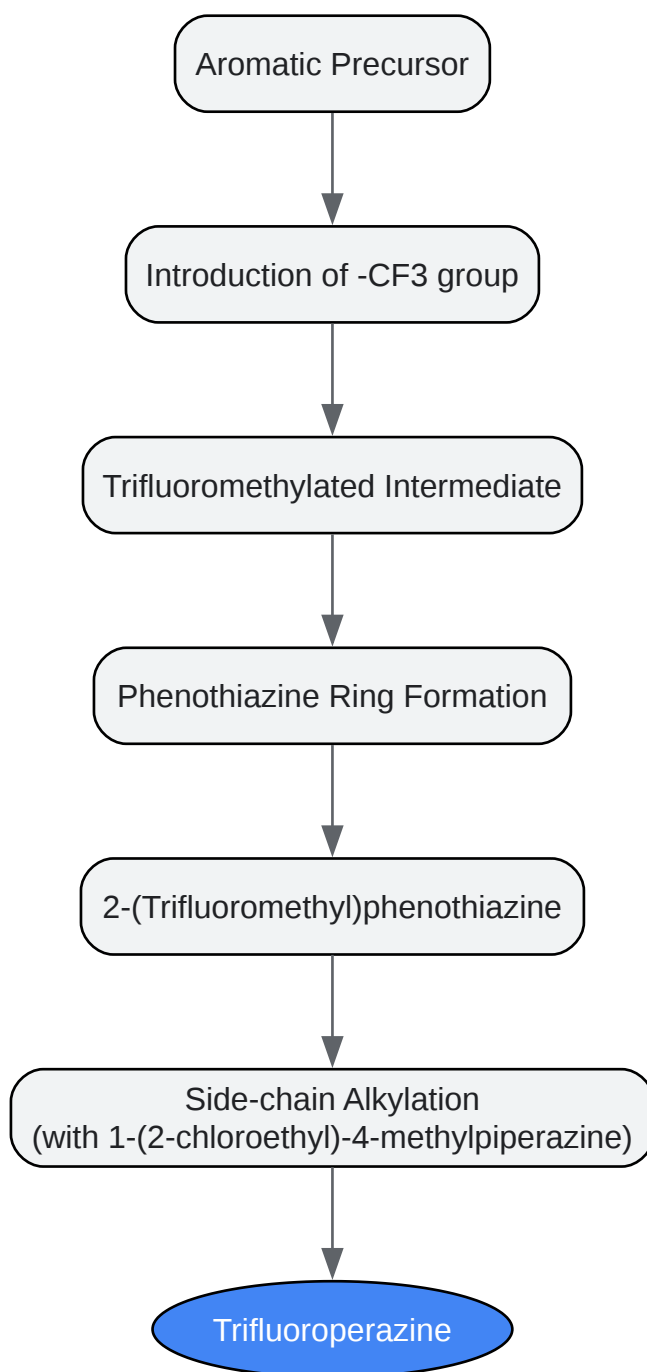 Aromatic Precursor
Introduction of -CF3 group
Trifluoromethylated Intermediate
Phenothiazine Ring Formation
2-(Trifluoromethyl)phenothiazine
Side-chain Alkylation
(with 1-(2-chloroethyl)-4-methylpiperazine)
Trifluoroperazine